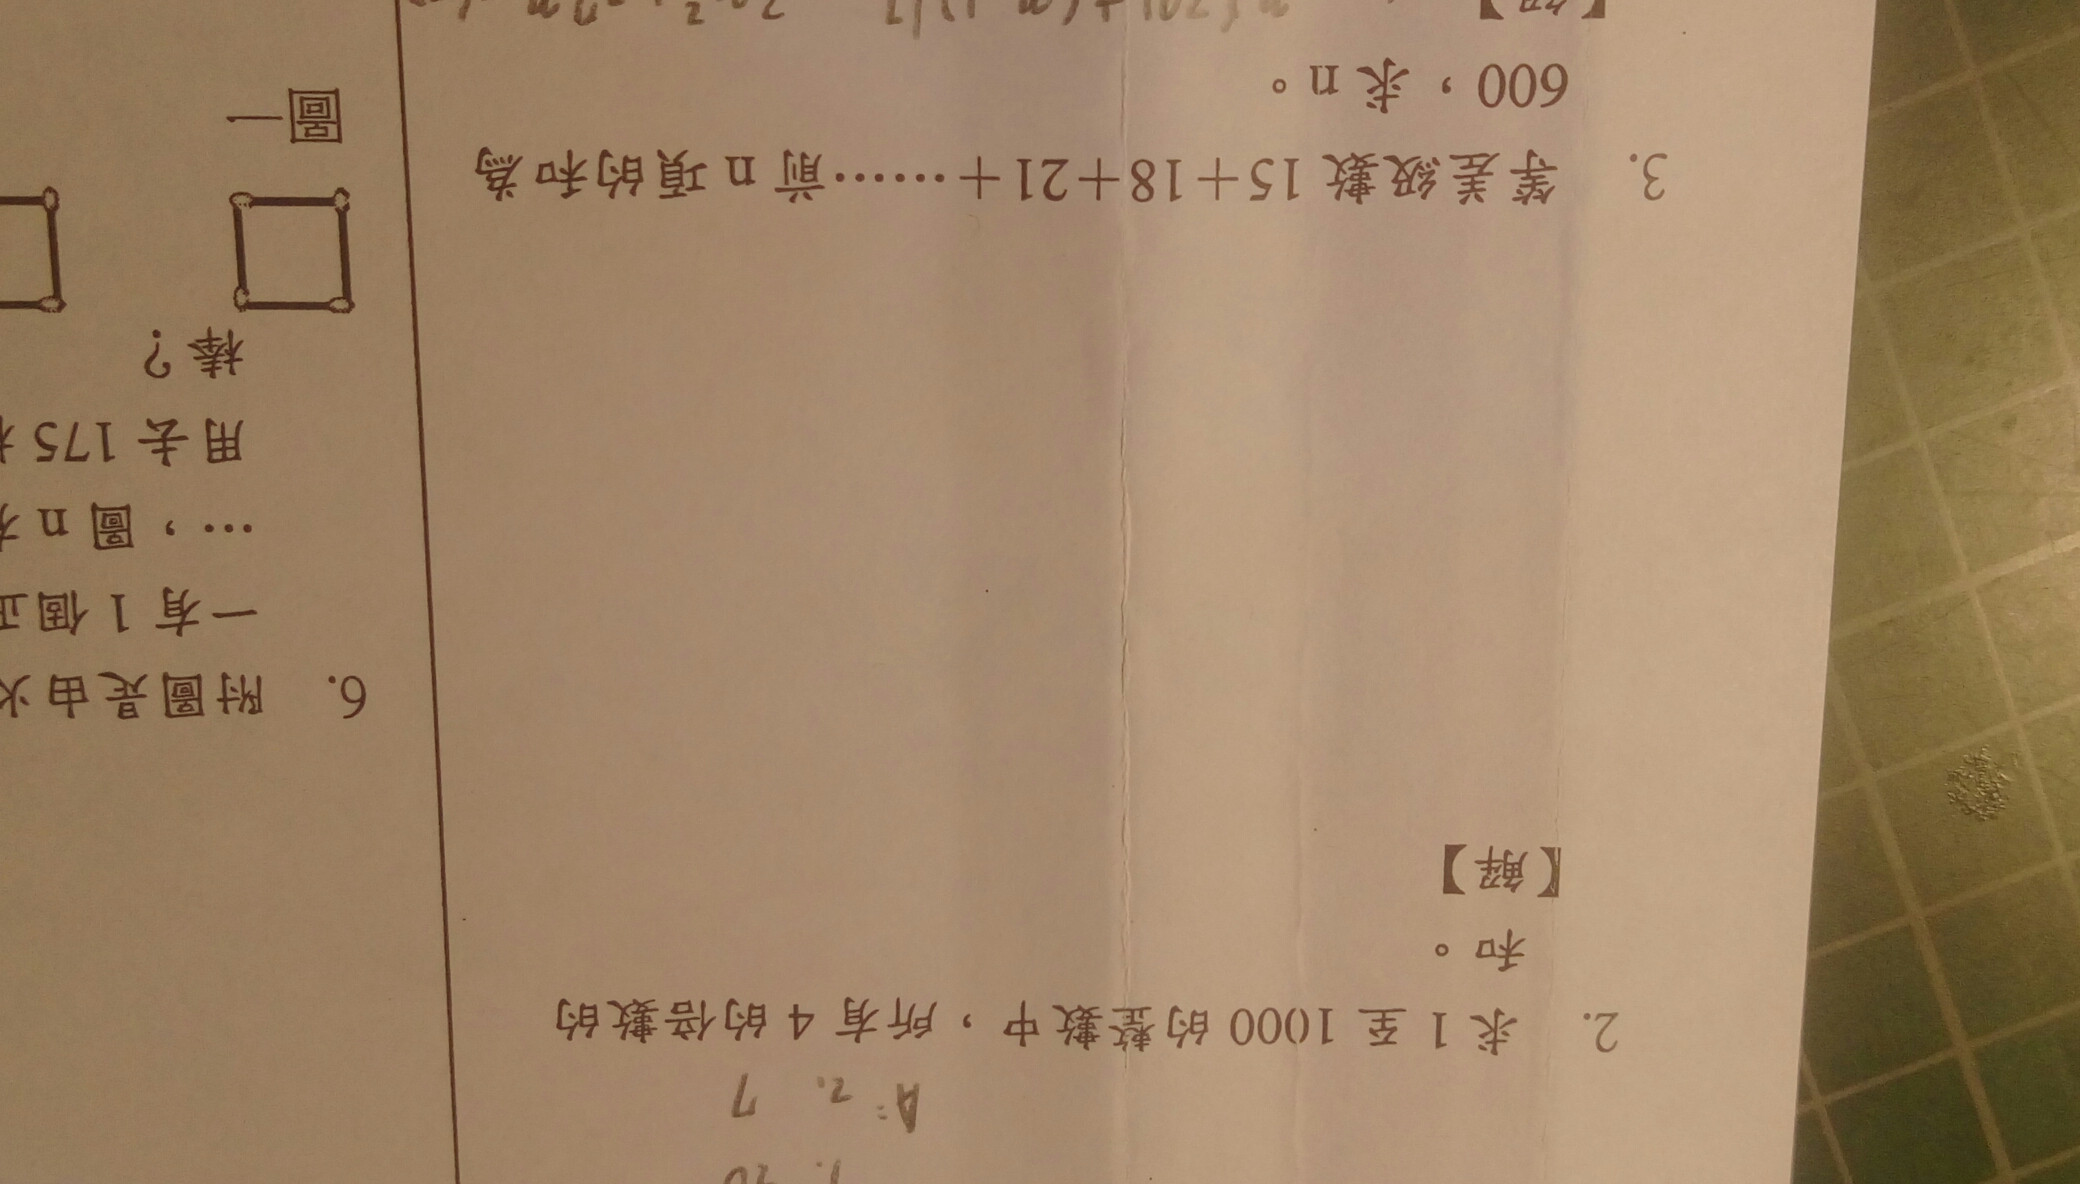 A= 2. 7
2. 求 1 至 1000 的整數中，所有 4 的倍數的
和。
【解】
3. 等差級數 15＋18＋21＋……前 n 項的和為
600，求 n。
【解】
6. 附圖是由火
一有 1 個正
…，圖 n
用去 175
棒？
圖一